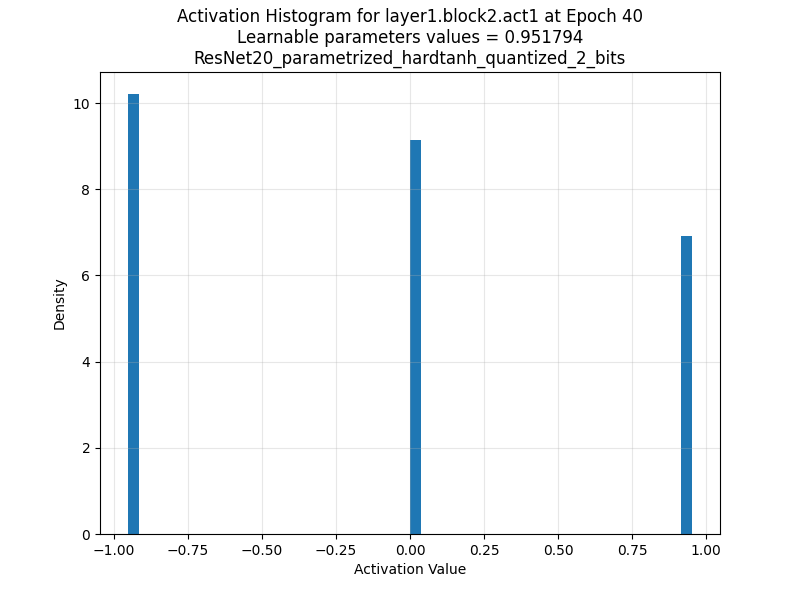 Activation Histogram for layer1.block2.act1 at Epoch 40
Learnable parameters values = 0.951794
ResNet20_parametrized_hardtanh_quantized_2_bits
Density
10
8
6
4
2
0
−1.00 −0.75 −0.50 −0.25 0.00 0.25 0.50 0.75 1.00
Activation Value